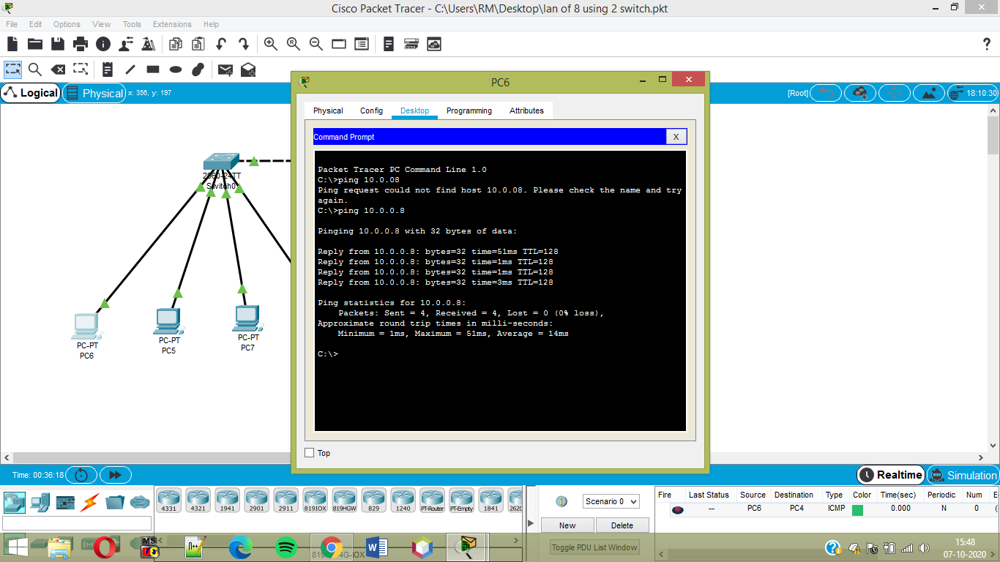 Cisco Packet Tracer - C:\Users\RM\Desktop\lan of 8 using 2 switch.pkt
File Edit Options View Tools Extensions Help
Logical Physical x: 356, y: 197 [Root] 18:10:30
PC6
Physical Config Desktop Programming Attributes
Command Prompt X
Packet Tracer PC Command Line 1.0
C:\>ping 10.0.08
Ping request could not find host 10.0.08. Please check the name and try
again.
C:\>ping 10.0.0.8
Pinging 10.0.0.8 with 32 bytes of data:
Reply from 10.0.0.8: bytes=32 time=51ms TTL=128
Reply from 10.0.0.8: bytes=32 time=1ms TTL=128
Reply from 10.0.0.8: bytes=32 time=1ms TTL=128
Reply from 10.0.0.8: bytes=32 time=3ms TTL=128
Ping statistics for 10.0.0.8:
Packets: Sent = 4, Received = 4, Lost = 0 (0% loss),
Approximate round trip times in milli-seconds:
Minimum = 1ms, Maximum = 51ms, Average = 14ms
C:\>
Top
2960-24TT
Switch0
PC-PT
PC6
PC-PT
PC5
PC-PT
PC7
Time: 00:36:18 Realtime Simulation
4331 4321 1941 2901 2911 819IOX 819HGW 829 1240 PT-Router PT-Empty 1841 2620
Scenario 0
New Delete
Toggle PDU List Window
Fire Last Status Source Destination Type Color Time(sec) Periodic Num
-- PC6 PC4 ICMP 0.000 N 0
15:48
07-10-2020